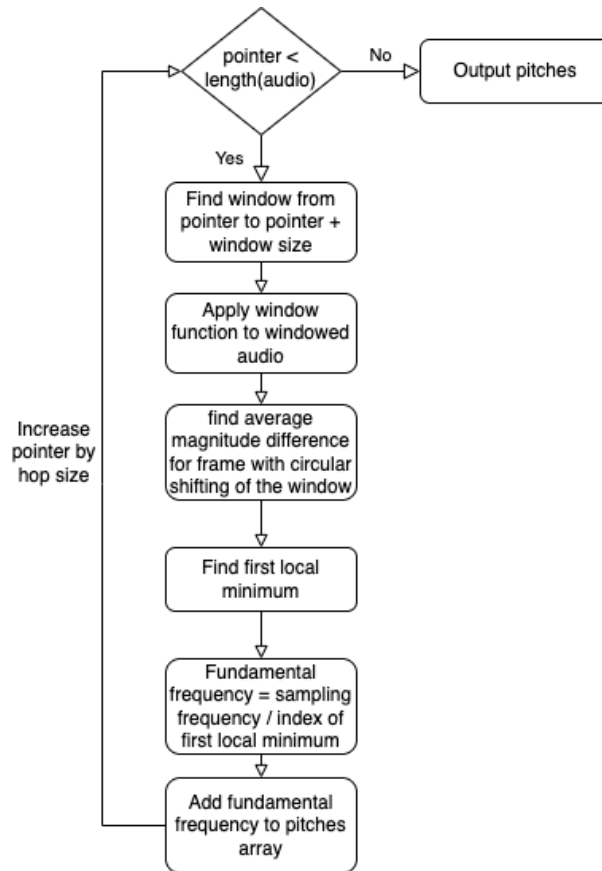 pointer <
length(audio)
No
Output pitches
Yes
Find window from
pointer to pointer +
window size
Apply window
function to windowed
audio
find average
magnitude difference
for frame with circular
shifting of the window
Increase
pointer by
hop size
Find first local
minimum
Fundamental
frequency = sampling
frequency / index of
first local minimum
Add fundamental
frequency to pitches
array